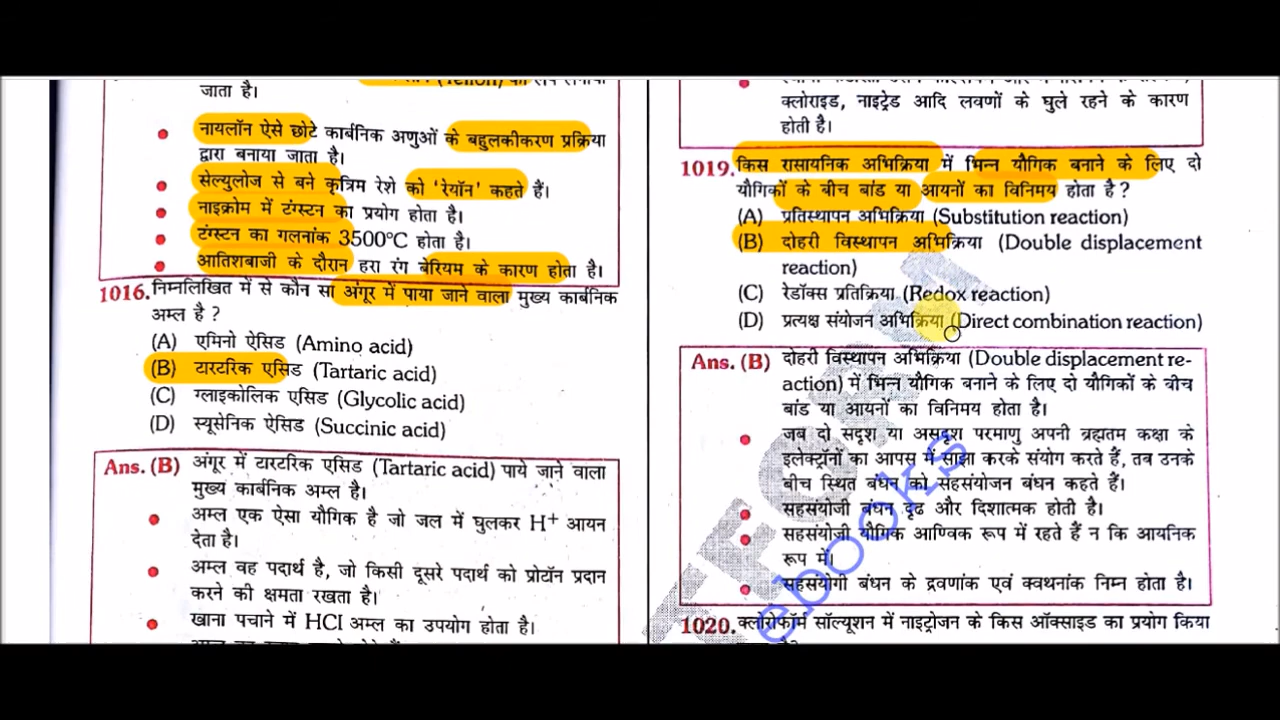 (Teflon) का लेप लगाया
जाता है।
नायलॉन ऐसे छोटे कार्बनिक अणुओं के बहुलकीकरण प्रक्रिया
द्वारा बनाया जाता है।
सेल्युलोज से बने कृत्रिम रेशे को 'रेयॉन' कहते हैं।
नाइक्रोम में टंग्स्टन का प्रयोग होता है।
टंग्स्टन का गलनांक 3500°C होता है।
आतिशबाजी के दौरान हरा रंग बेरियम के कारण होता है।
1016. निम्नलिखित में से कौन सा अंगूर में पाया जाने वाला मुख्य कार्बनिक
अम्ल है ?
(A) एमिनो ऐसिड (Amino acid)
(B) टारटरिक एसिड (Tartaric acid)
(C) ग्लाइकोलिक एसिड (Glycolic acid)
(D) स्यूसेनिक ऐसिड (Succinic acid)
Ans. (B) अंगूर में टारटरिक एसिड (Tartaric acid) पाये जाने वाला
मुख्य कार्बनिक अम्ल है।
अम्ल एक ऐसा यौगिक है जो जल में घुलकर H+ आयन
देता है।
अम्ल वह पदार्थ है, जो किसी दूसरे पदार्थ को प्रोटॉन प्रदान
करने की क्षमता रखता है।
खाना पचाने में HCl अम्ल का उपयोग होता है।
क्लोराइड, नाइट्रेड आदि लवणों के घुले रहने के कारण
होती है।
1019. किस रासायनिक अभिक्रिया में भिन्न यौगिक बनाने के लिए दो
यौगिकों के बीच बांड या आयनों का विनिमय होता है ?
(A) प्रतिस्थापन अभिक्रिया (Substitution reaction)
(B) दोहरी विस्थापन अभिक्रिया (Double displacement
reaction)
(C) रेडॉक्स प्रतिक्रिया (Redox reaction)
(D) प्रत्यक्ष संयोजन अभिक्रिया (Direct combination reaction)
Ans. (B) दोहरी विस्थापन अभिक्रिया (Double displacement re-
action) में भिन्न यौगिक बनाने के लिए दो यौगिकों के बीच
बांड या आयनों का विनिमय होता है।
जब दो सदृश या असदृश परमाणु अपनी ब्रह्मतम कक्षा के
इलेक्ट्रॉनों का आपस में साझा करके संयोग करते हैं, तब उनके
बीच स्थित बंधन को सहसंयोजन बंधन कहते हैं।
सहसंयोजी बंधन दृढ और दिशात्मक होती है।
सहसंयोजी यौगिक आण्विक रूप में रहते हैं न कि आयनिक
रूप में।
सहसंयोगी बंधन के द्रवणांक एवं क्वथनांक निम्न होता है।
1020. क्लोरोफॉर्म सॉल्यूशन में नाइट्रोजन के किस ऑक्साइड का प्रयोग किया
ebooks